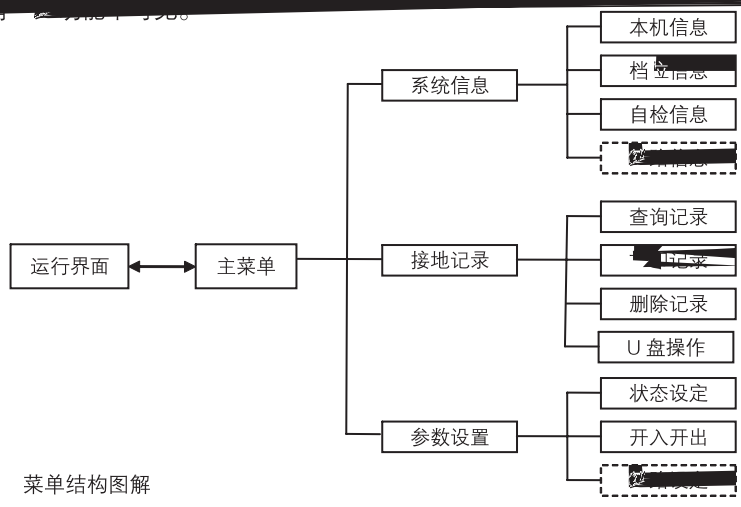 本机信息
系统信息
自检信息
查询记录
运行界面
主菜单
接地记录
记录
删除记录
U 盘操作
状态设定
参数设置
开入开出
菜单结构图解